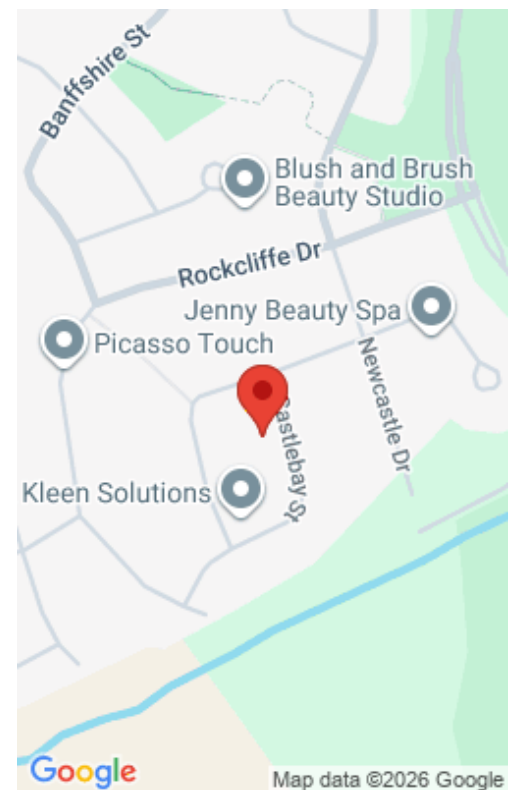 Banffshire St
Blush and Brush
Beauty Studio
Rockcliffe Dr
Jenny Beauty Spa
Picasso Touch
Newcastle Dr
Castlebay St
Kleen Solutions
Google
Map data ©2026 Google